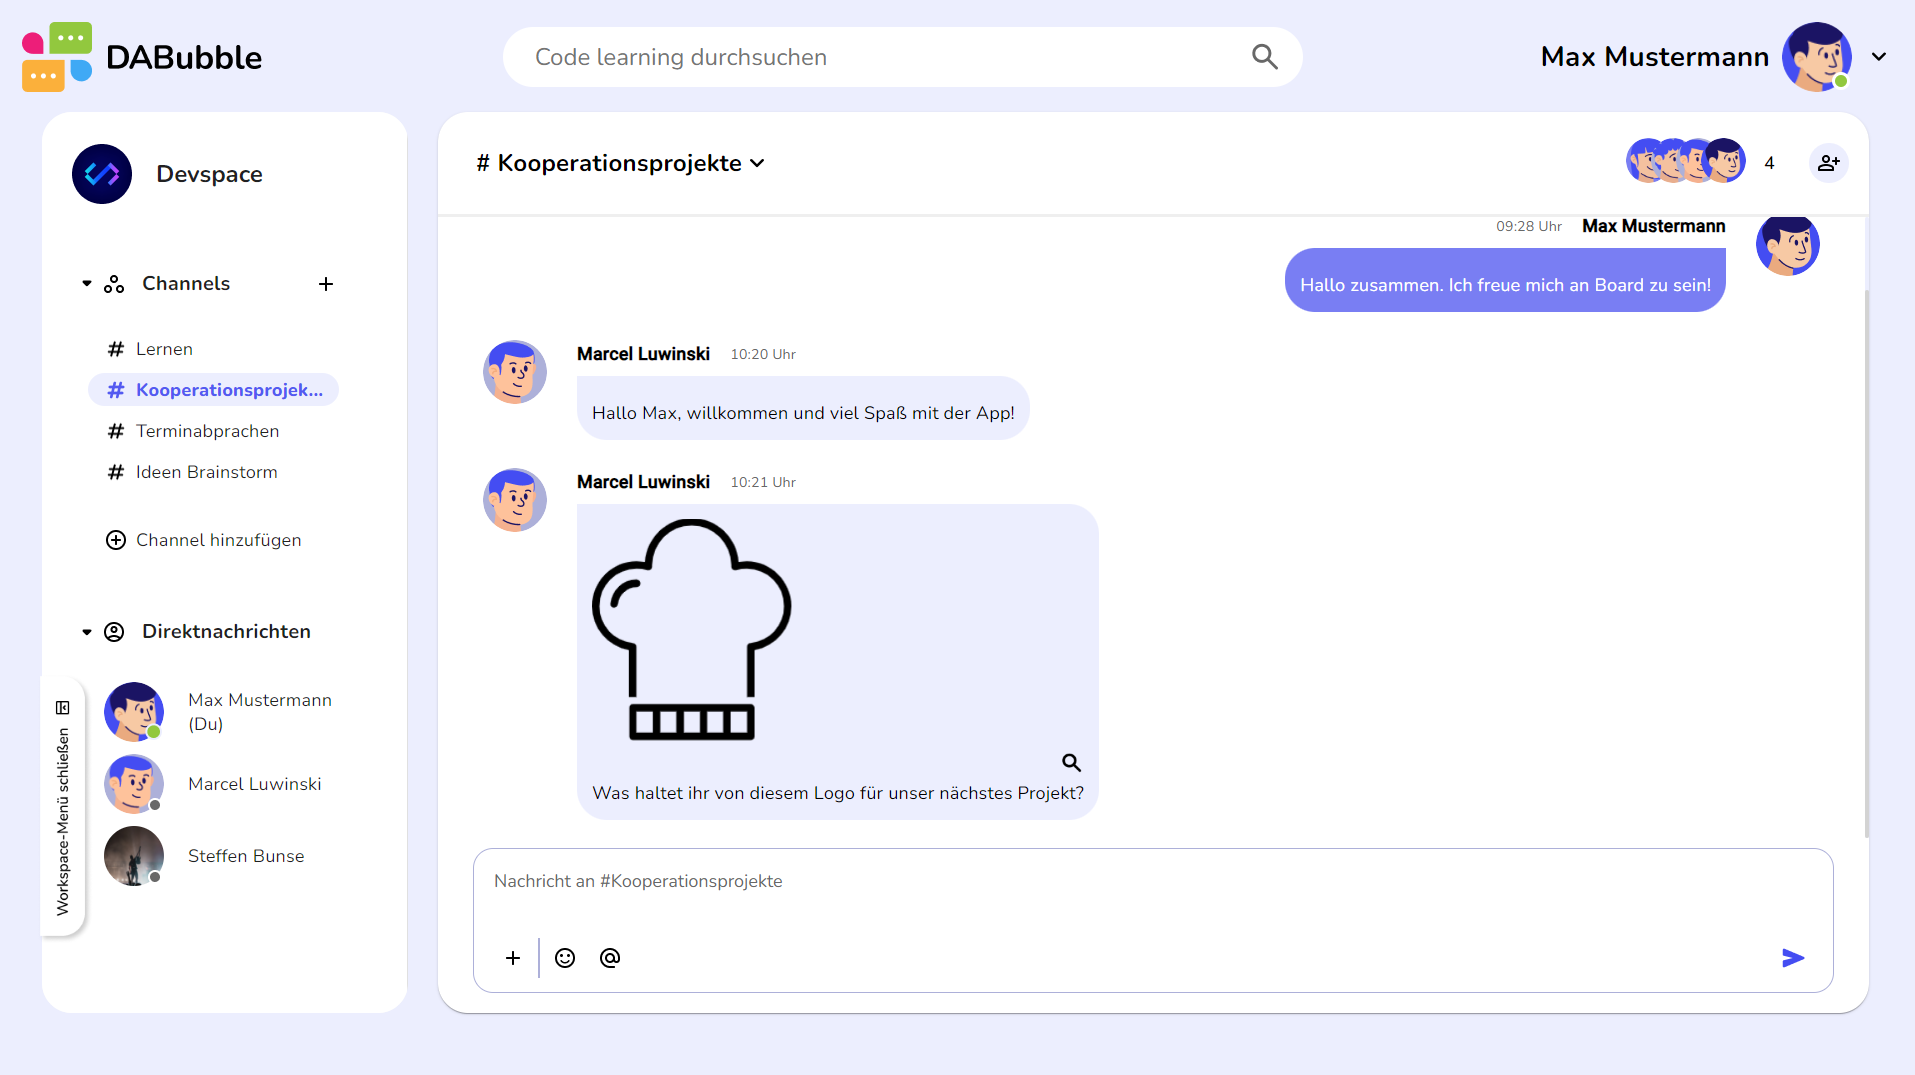 DABubble
Code learning durchsuchen
Max Mustermann
Devspace
Channels
# Lernen
# Kooperationsprojek...
# Terminabprachen
# Ideen Brainstorm
Channel hinzufügen
Direktnachrichten
Max Mustermann
(Du)
Marcel Luwinski
Steffen Bunse
Workspace-Menü schließen
# Kooperationsprojekte
4
09:28 Uhr Max Mustermann
Hallo zusammen. Ich freue mich an Board zu sein!
Marcel Luwinski 10:20 Uhr
Hallo Max, willkommen und viel Spaß mit der App!
Marcel Luwinski 10:21 Uhr
Was haltet ihr von diesem Logo für unser nächstes Projekt?
Nachricht an #Kooperationsprojekte